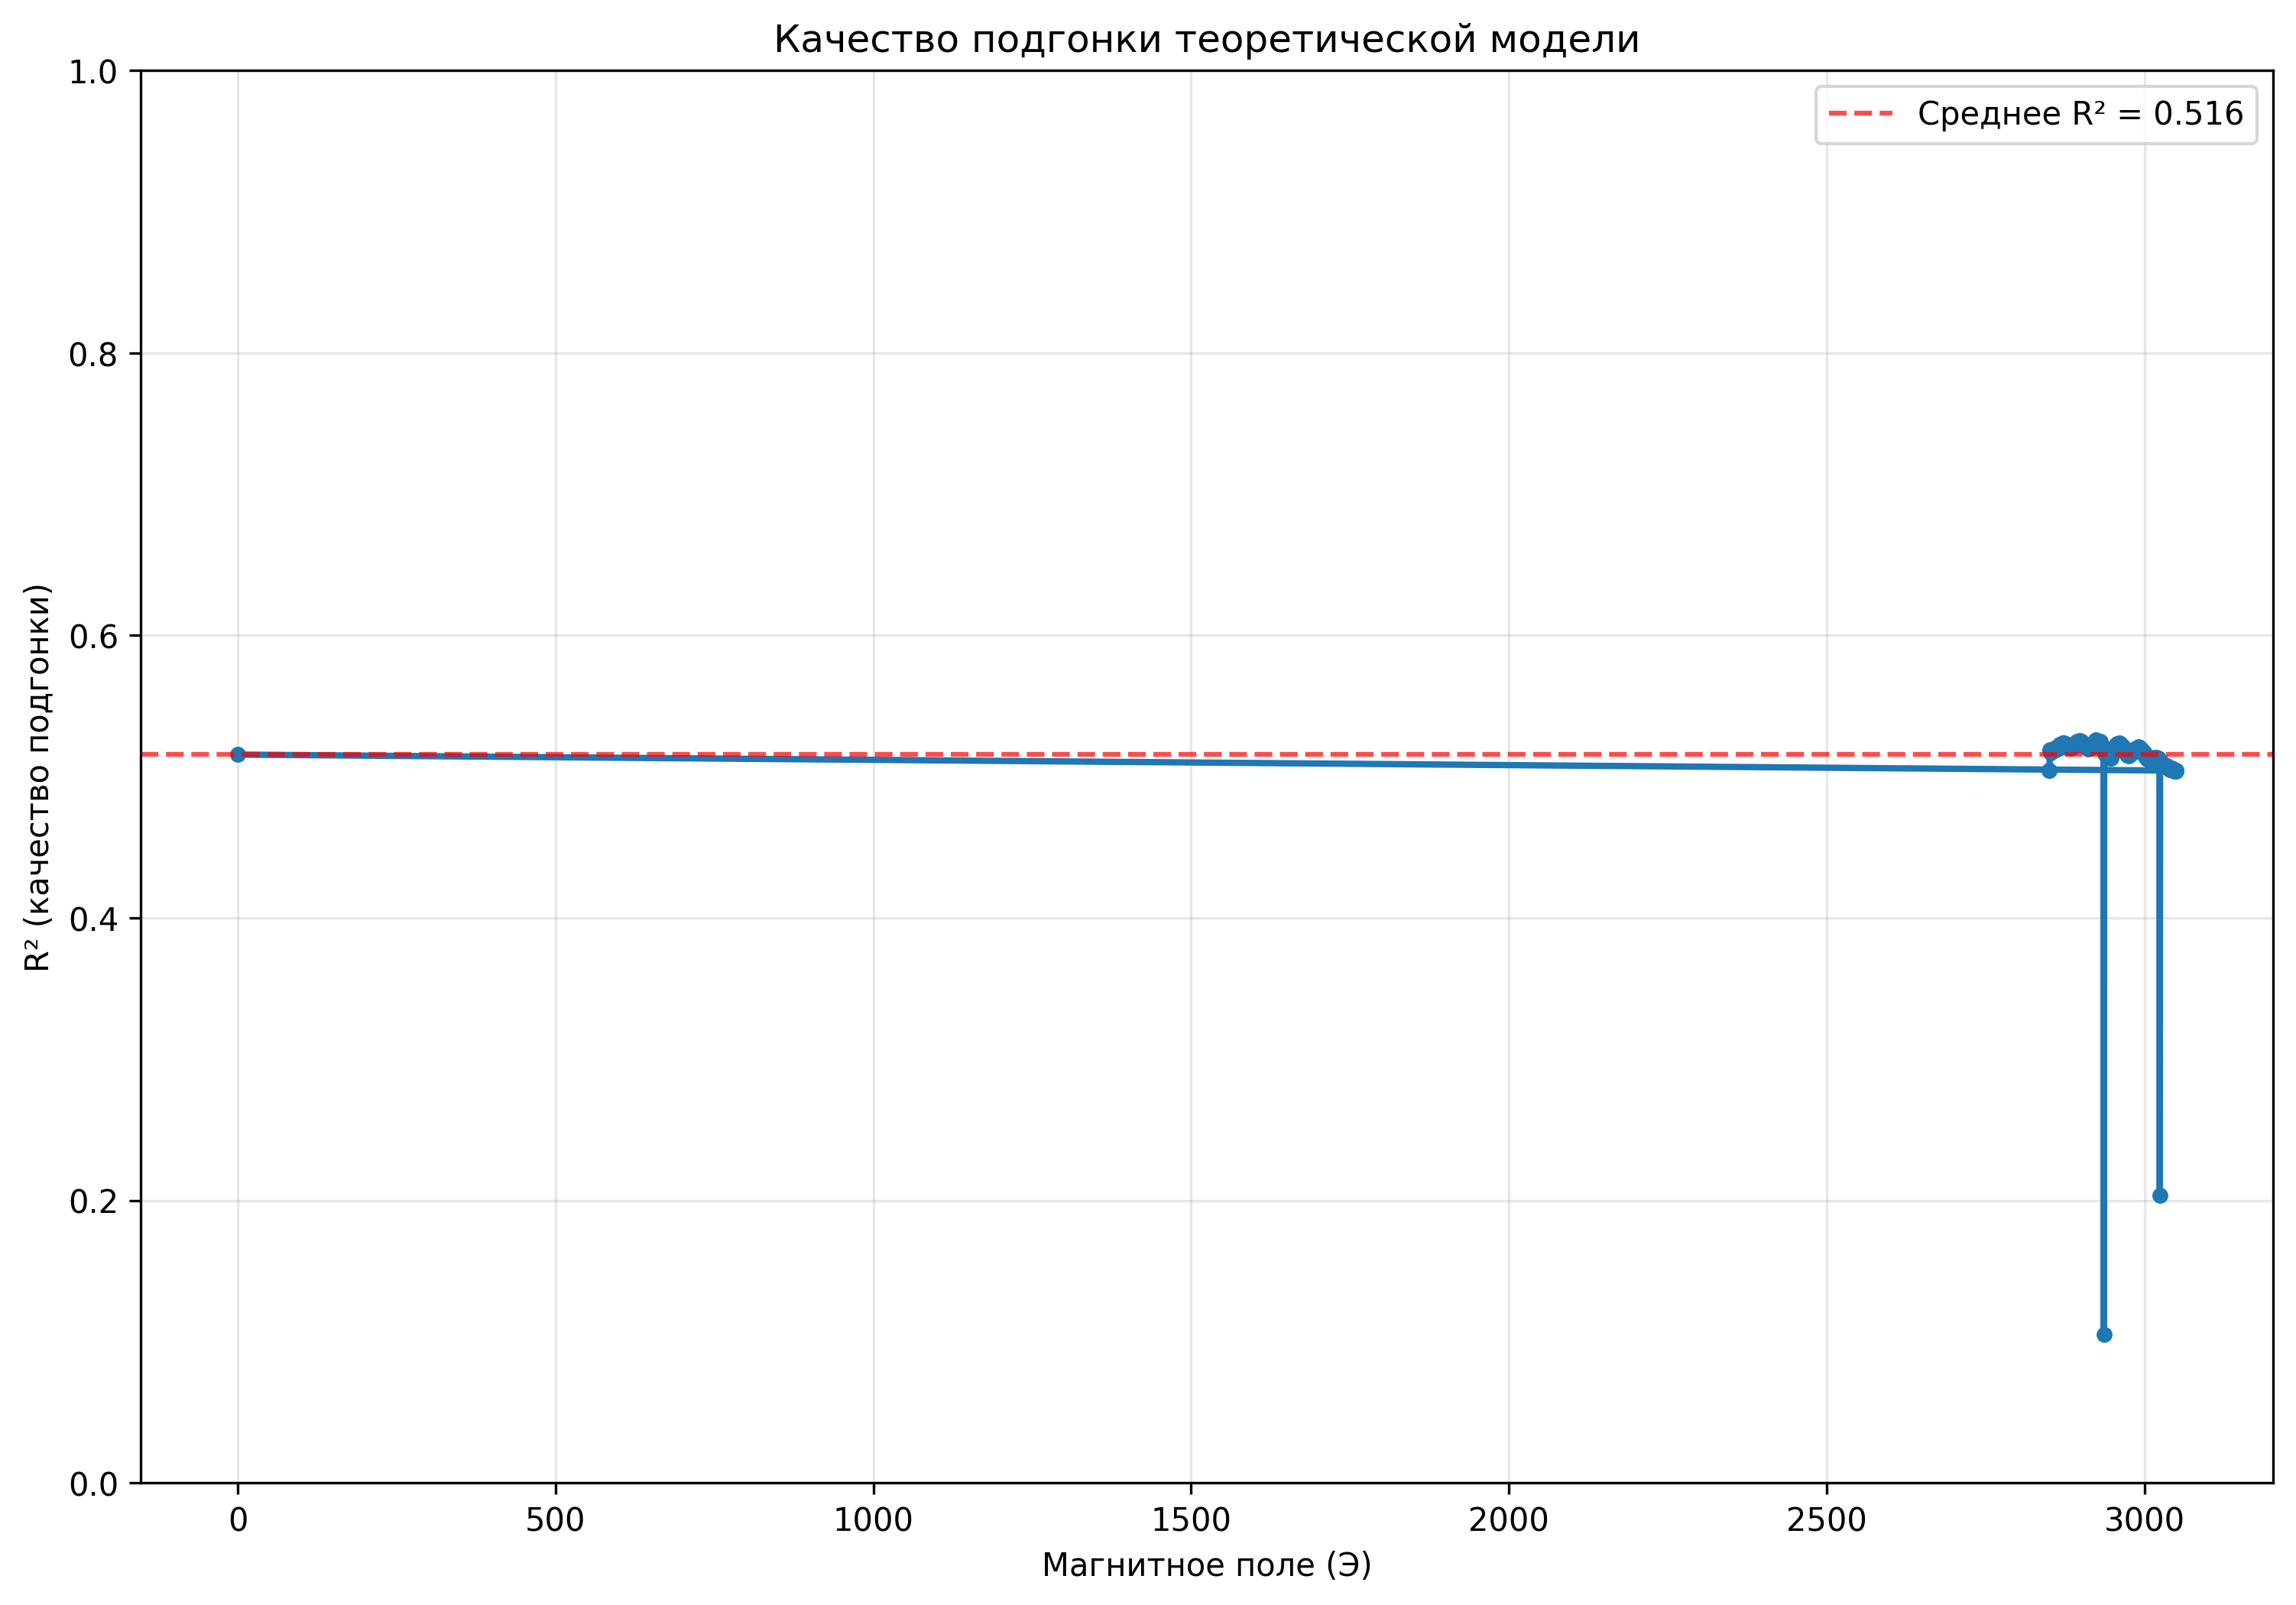 Качество подгонки теоретической модели
Среднее R² = 0.516
1.0
0.8
0.6
0.4
0.2
0.0
R² (качество подгонки)
0 500 1000 1500 2000 2500 3000
Магнитное поле (Э)